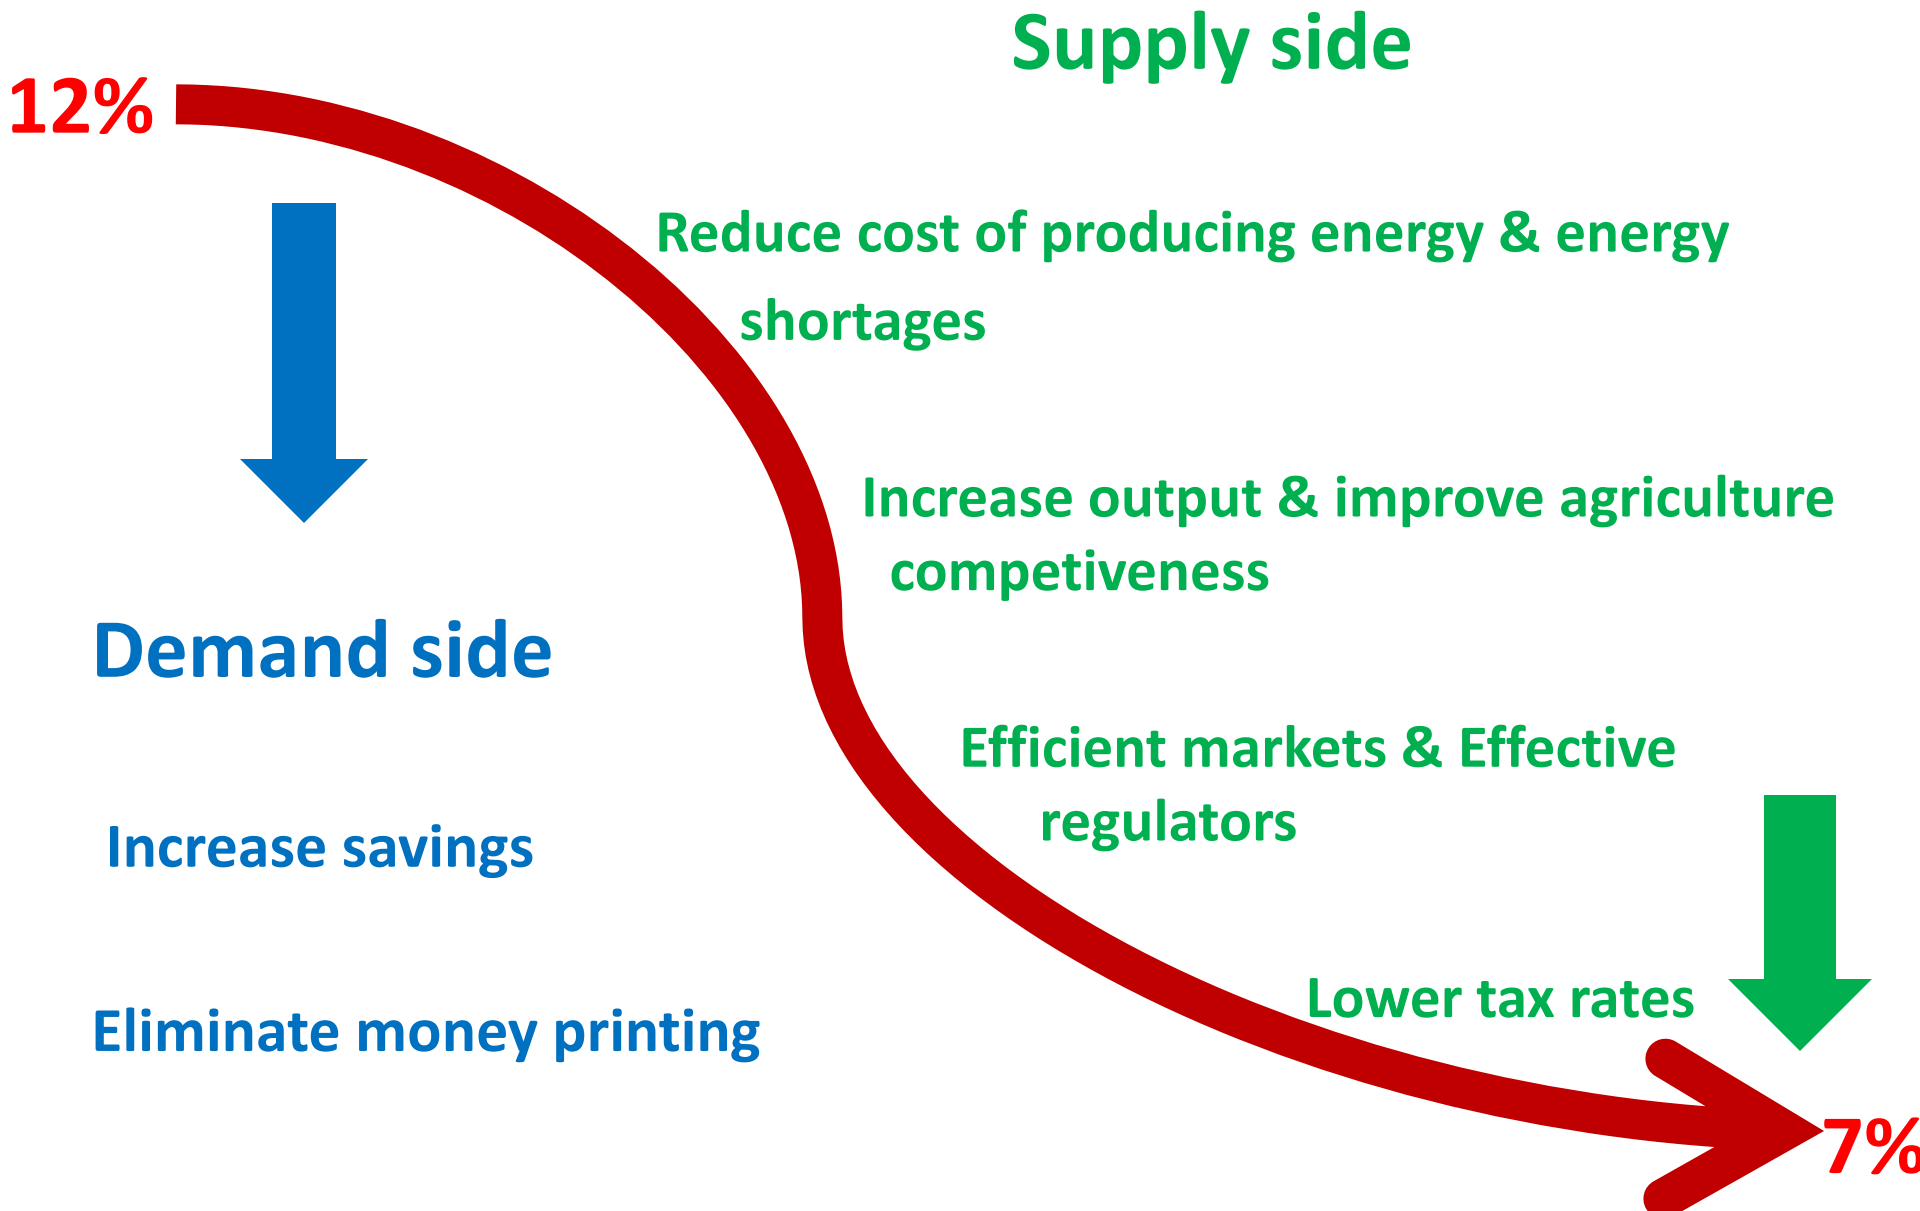 Supply side
12%
Reduce cost of producing energy & energy
shortages
Increase output & improve agriculture
competiveness
Demand side
Efficient markets & Effective
regulators
Increase savings
Lower tax rates
Eliminate money printing
7%